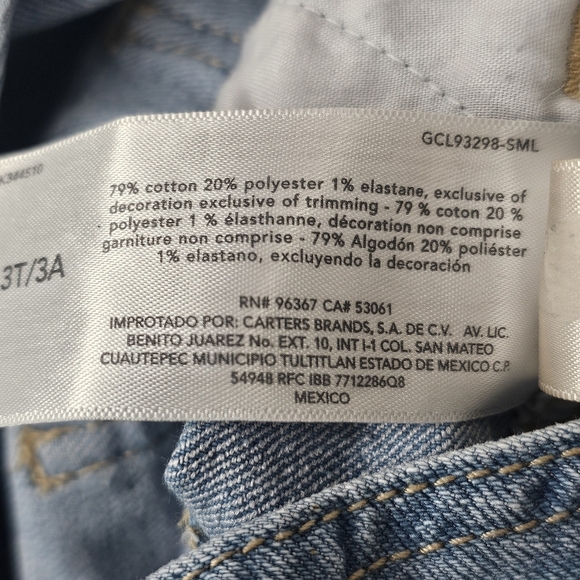 GCL93298-SML
79% cotton 20% polyester 1% elastane, exclusive of
decoration exclusive of trimming - 79 % coton 20 %
polyester 1 % élasthanne, décoration non comprise
garniture non comprise - 79% Algodón 20% poliéster
1% elastano, excluyendo la decoración
3T/3A
RN# 96367 CA# 53061
IMPROTADO POR: CARTERS BRANDS, S.A. DE C.V. AV. LIC.
BENITO JUAREZ No. EXT. 10, INT I-1 COL. SAN MATEO
CUAUTEPEC MUNICIPIO TULTITLAN ESTADO DE MEXICO C.P.
54948 RFC IBB 7712286Q8
MEXICO